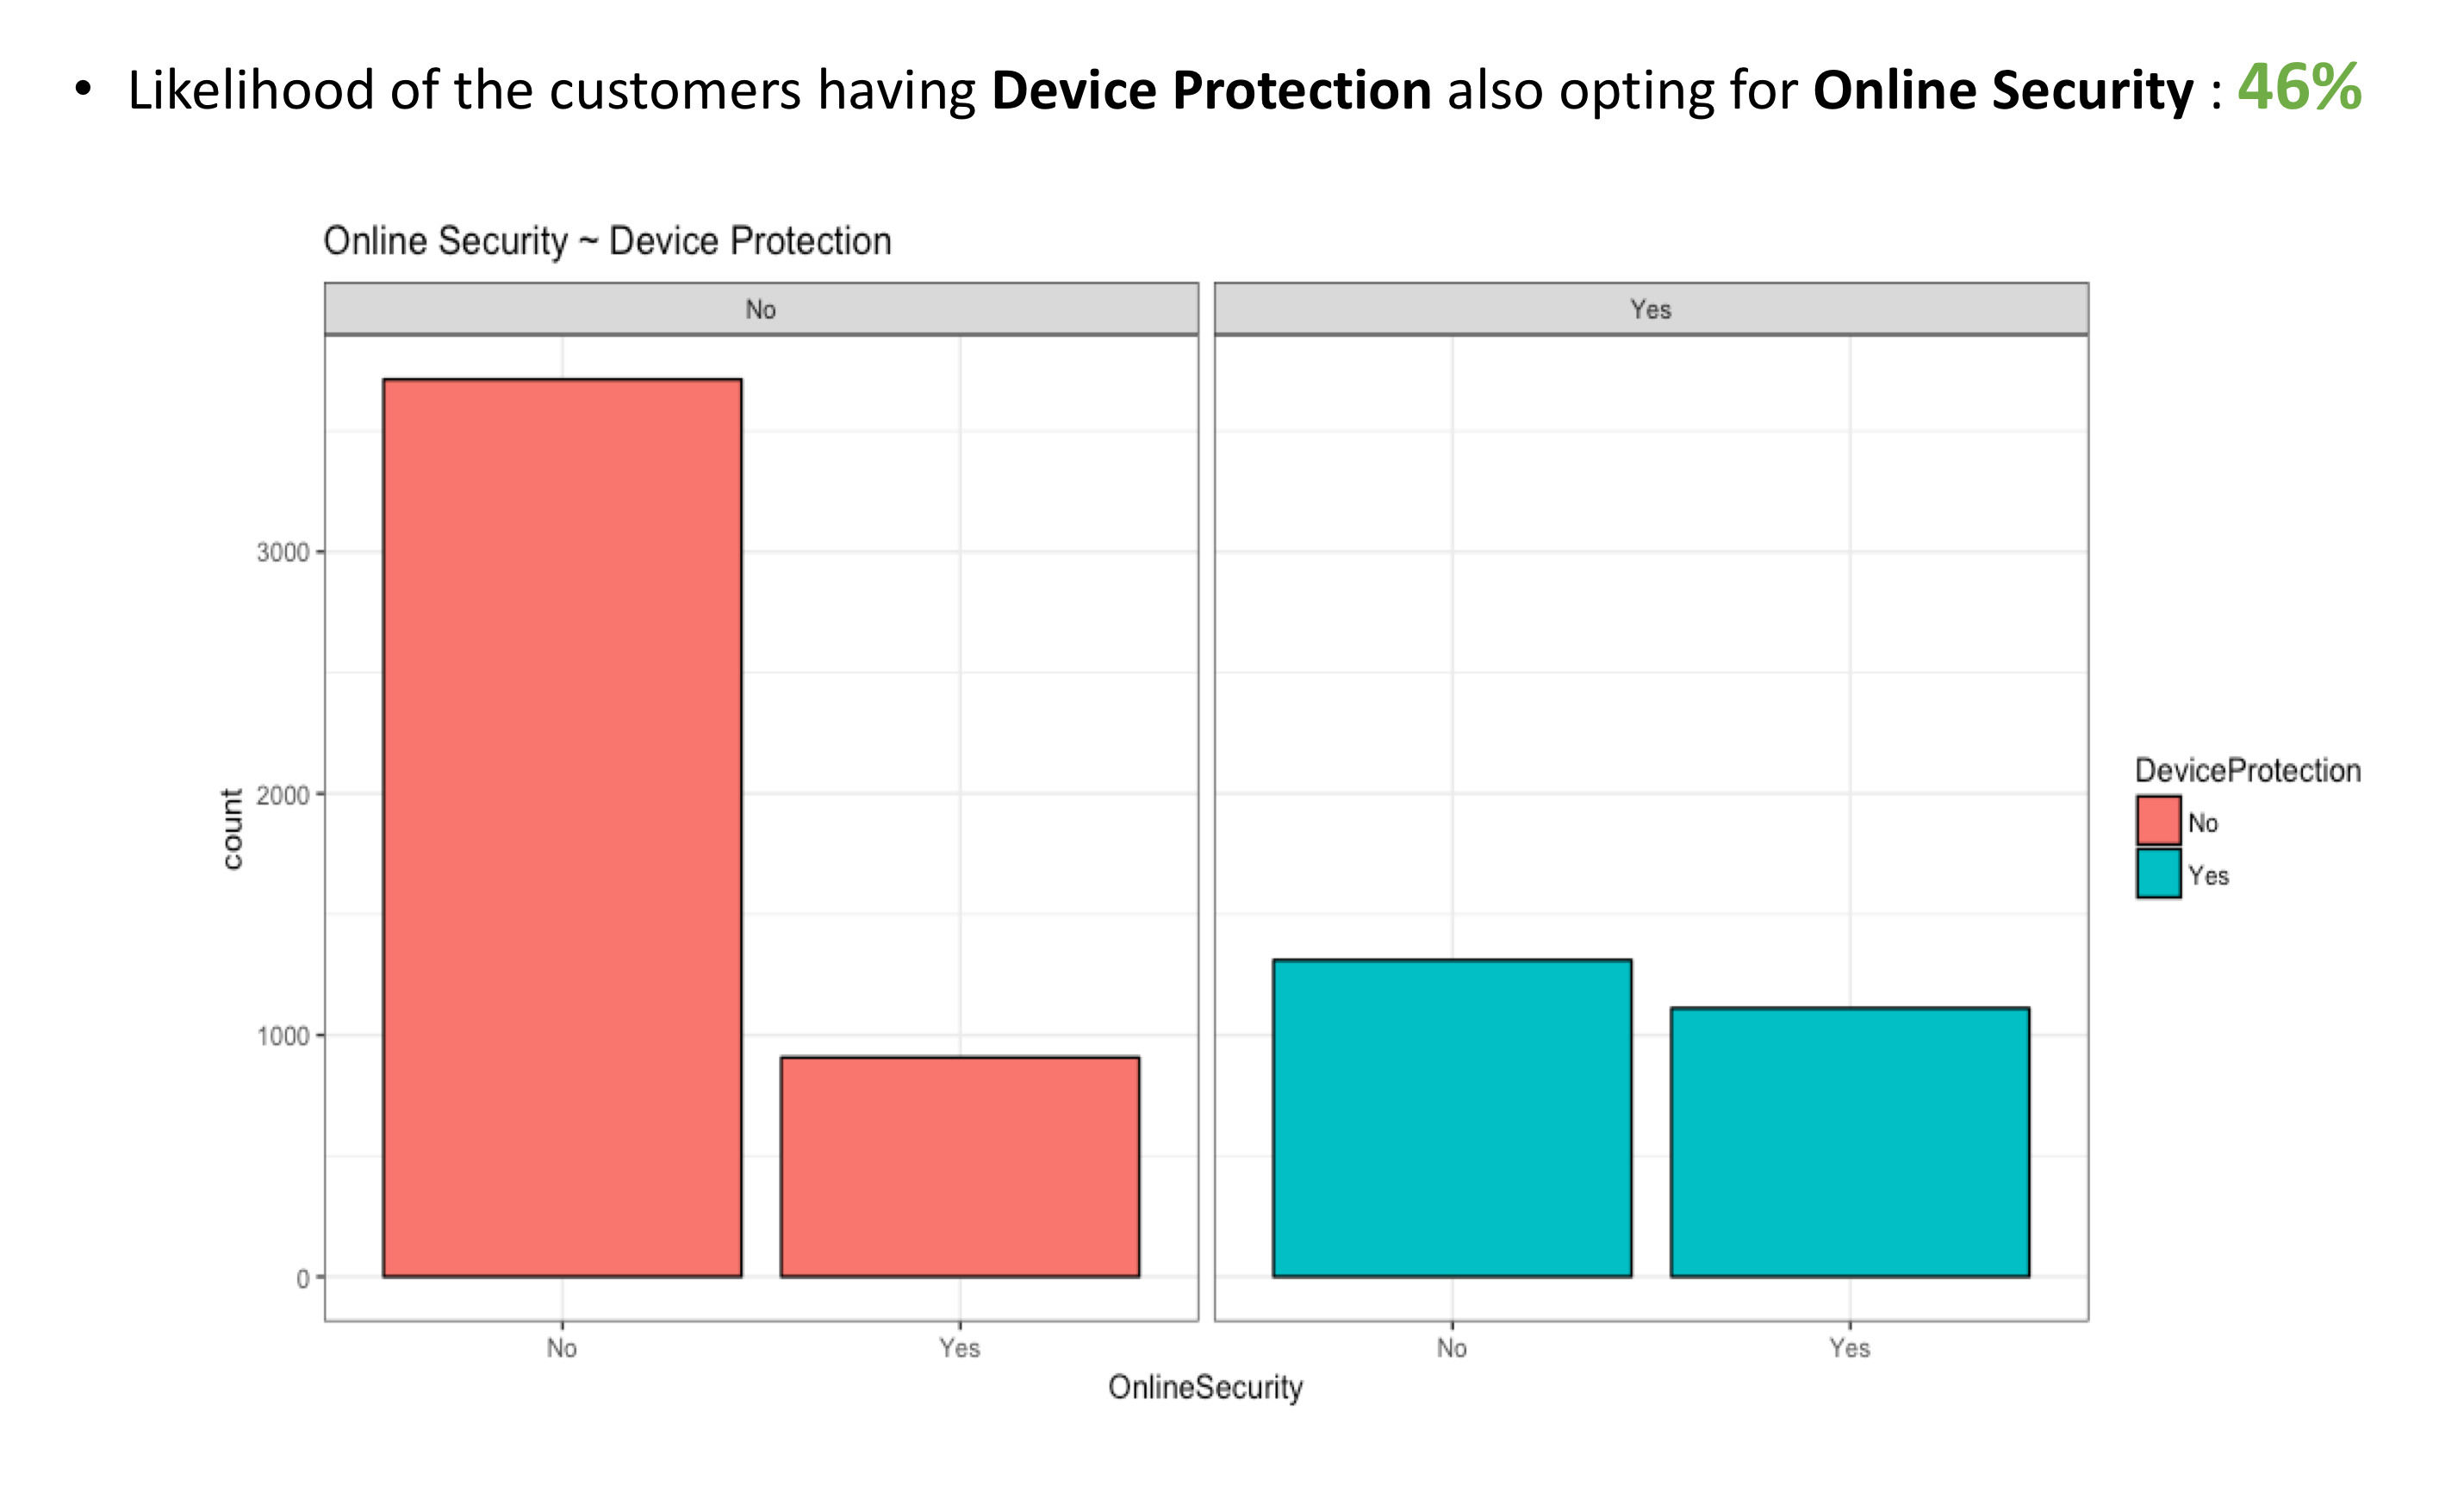 • Likelihood of the customers having Device Protection also opting for Online Security : 46%
Online Security ~ Device Protection
No
Yes
3000
2000
1000
0
count
No
Yes
No
Yes
OnlineSecurity
DeviceProtection
No
Yes